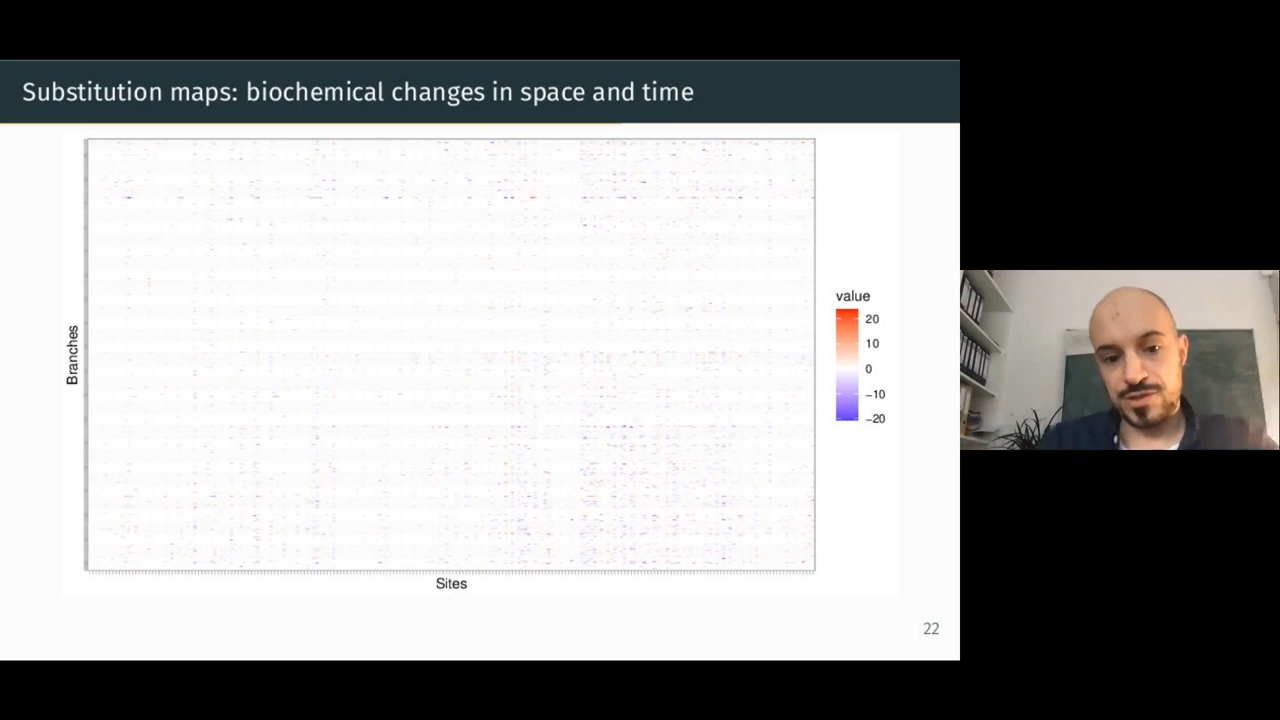 Substitution maps: biochemical changes in space and time
Branches
value
20
10
0
−10
−20
Sites
22